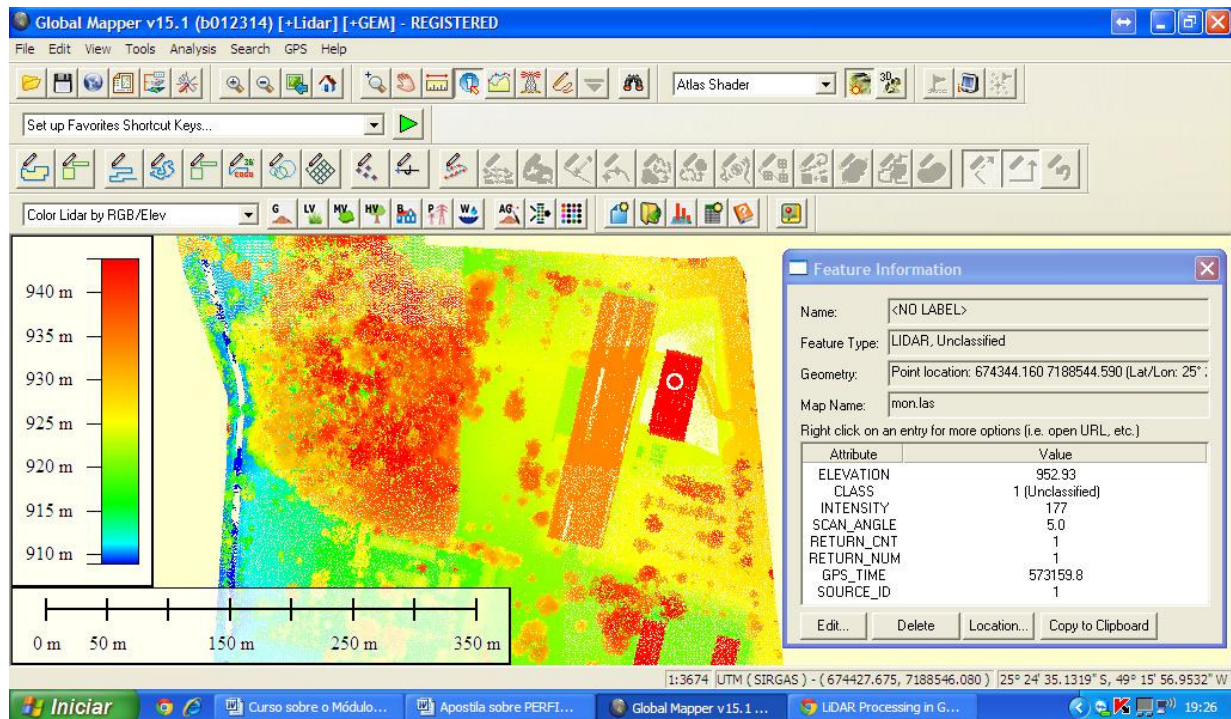 Global Mapper v15.1 (b012314) [+Lidar] [+GEM] - REGISTERED
File Edit View Tools Analysis Search GPS Help
Atlas Shader
3D
Set up Favorites Shortcut Keys...
Color Lidar by RGB/Elev
G LV MV HV B P W AG
940 m
935 m
930 m
925 m
920 m
915 m
910 m
0 m 50 m 150 m 250 m 350 m
Feature Information
Name: <NO LABEL>
Feature Type: LIDAR, Unclassified
Geometry: Point location: 674344.160 7188544.590 (Lat/Lon: 25°
Map Name: mon.las
Right click on an entry for more options (i.e. open URL, etc.)
Attribute Value
ELEVATION 952.93
CLASS 1 (Unclassified)
INTENSITY 177
SCAN_ANGLE 5.0
RETURN_CNT 1
RETURN_NUM 1
GPS_TIME 573159.8
SOURCE_ID 1
Edit... Delete Location... Copy to Clipboard
1:3674 UTM ( SIRGAS ) - ( 674427.675, 7188546.080 ) 25° 24' 35.1319" S, 49° 15' 56.9532" W
Iniciar Curso sobre o Módulo... Apostila sobre PERFI... Global Mapper v15.1 ... LiDAR Processing in G... 19:26